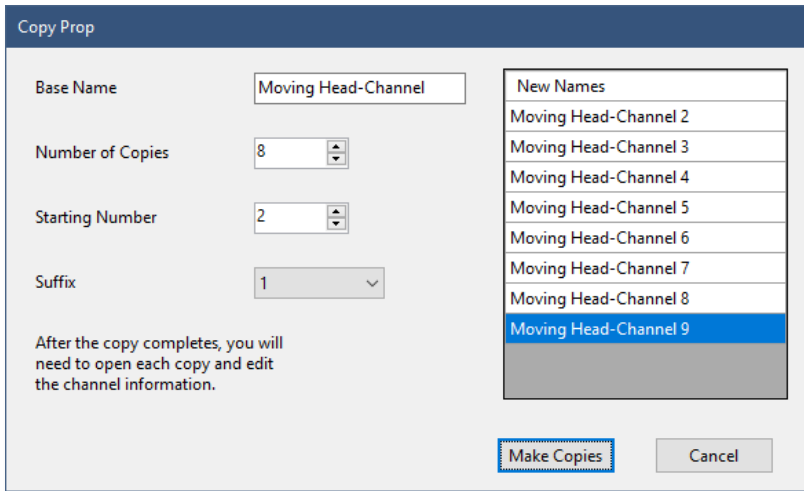 Copy Prop
Base Name
Moving Head-Channel
Number of Copies
8
Starting Number
2
Suffix
1
After the copy completes, you will
need to open each copy and edit
the channel information.
New Names
Moving Head-Channel 2
Moving Head-Channel 3
Moving Head-Channel 4
Moving Head-Channel 5
Moving Head-Channel 6
Moving Head-Channel 7
Moving Head-Channel 8
Moving Head-Channel 9
Make Copies
Cancel